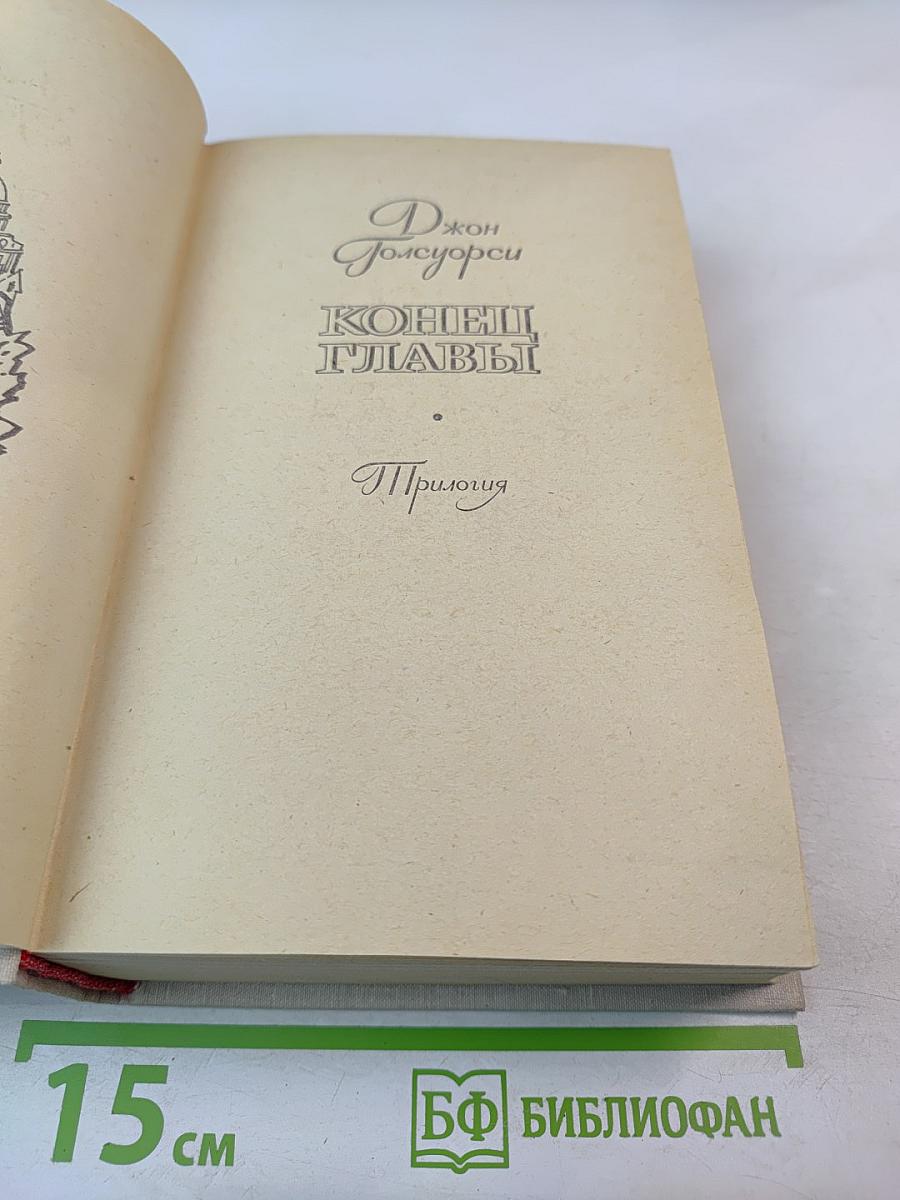 Джон
Голсуорси
КОНЕЦ
ГЛАВЫ
Трилогия
15 см
БФ БИБЛИОФАН